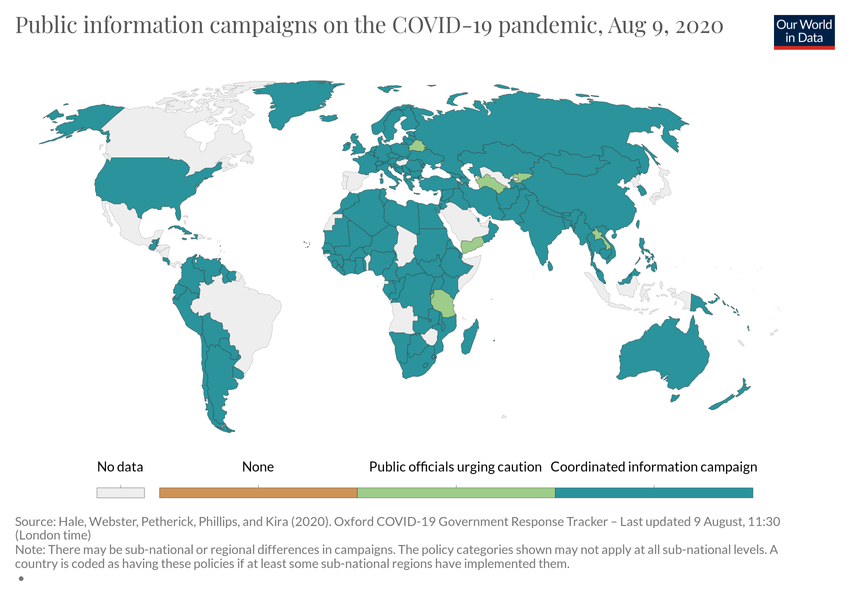 Public information campaigns on the COVID-19 pandemic, Aug 9, 2020
Our World
in Data
No data
None
Public officials urging caution
Coordinated information campaign
Source: Hale, Webster, Petherick, Phillips, and Kira (2020). Oxford COVID-19 Government Response Tracker – Last updated 9 August, 11:30
(London time)
Note: There may be sub-national or regional differences in campaigns. The policy categories shown may not apply at all sub-national levels. A
country is coded as having these policies if at least some sub-national regions have implemented them.
•